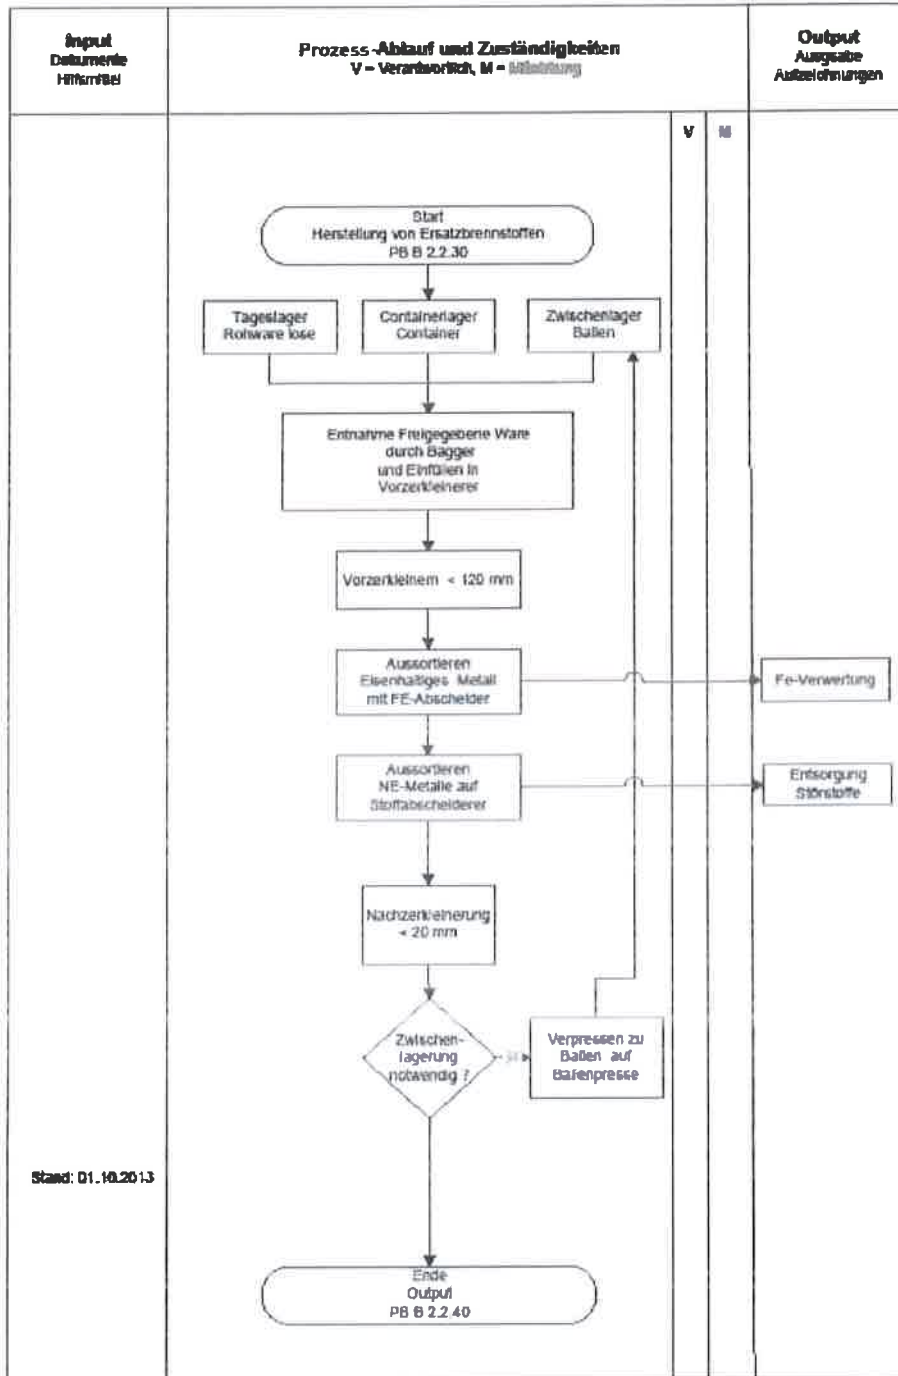 Input
Dokumente
Hilfsmittel
Prozess-Ablauf und Zuständigkeiten
V = Verantwortlich, M =
Output
Ausgabe
Aufzeichnungen
V
M
Start
Herstellung von Ersatzbrennstoffen
PB B 2.2.30
Tageslager
Rohware lose
Containerlager
Container
Zwischenlager
Ballen
Entnahme Freigegebene Ware
durch Bagger
und Einfüllen in
Vorzerkleinerer
Vorzerkleinern < 120 mm
Aussortieren
Eisenhaltiges Metall
mit FE-Abscheider
Fe-Verwertung
Aussortieren
NE-Metalle auf
Stoffabscheiderer
Entsorgung
Störstoffe
Nachzerkleinerung
< 20 mm
Zwischen-
lagerung
notwendig ?
Verpressen zu
Ballen auf
Ballenpresse
Stand: 01.10.2013
Ende
Output
PB B 2.2.40